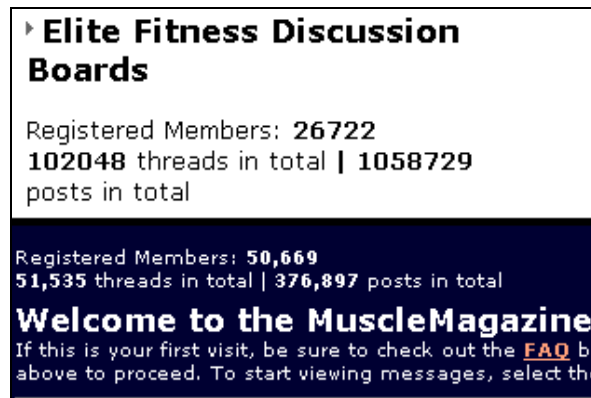 Elite Fitness Discussion
Boards
Registered Members: 26722
102048 threads in total | 1058729
posts in total
Registered Members: 50,669
51,535 threads in total | 376,897 posts in total
Welcome to the MuscleMagazine
If this is your first visit, be sure to check out the FAQ b
above to proceed. To start viewing messages, select the